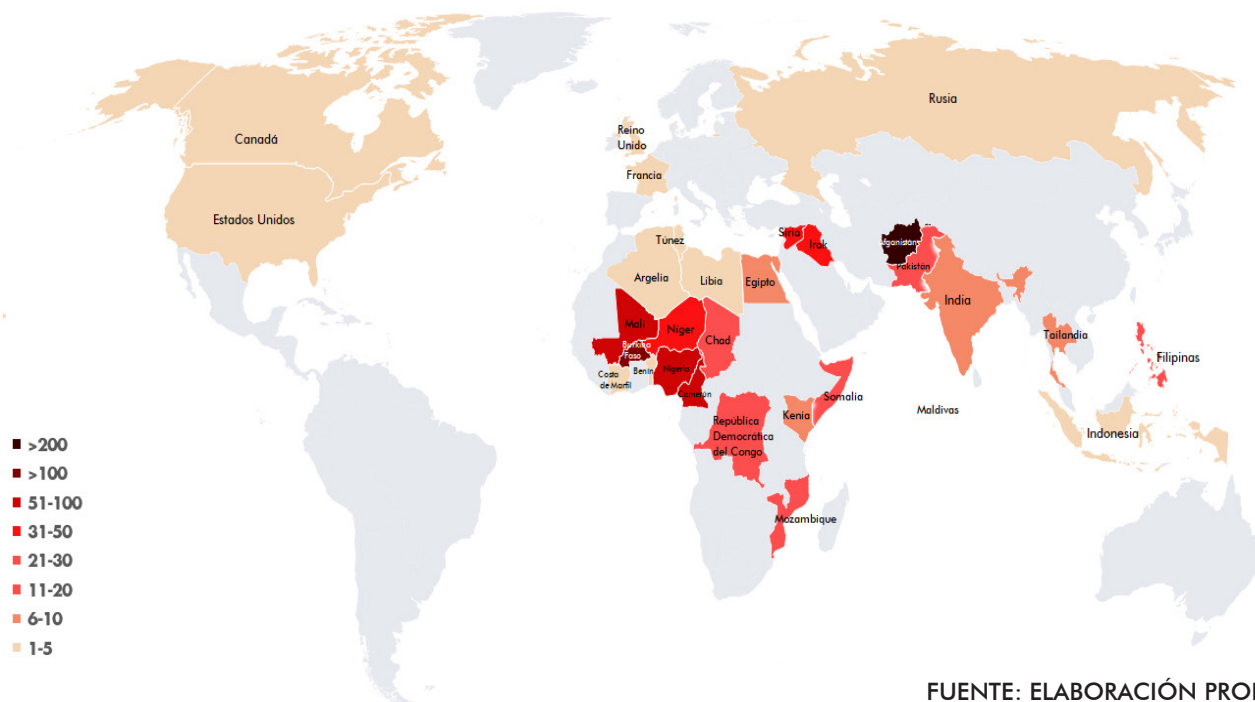 Rusia
Reino
Unido
Canadá
Francia
Estados Unidos
Siria
Túnez
Irak
Afganistán
Pakistán
Argelia
Libia
Egipto
India
Malí
Niger
Chad
Tailandia
Burkina
Faso
Filipinas
Costa
de Marfil
Benín
Nigeria
Camerún
Somalia
Maldivas
Kenia
República
Democrática
del Congo
Indonesia
Mozambique
>200
>100
51-100
31-50
21-30
11-20
6-10
1-5
FUENTE: ELABORACIÓN